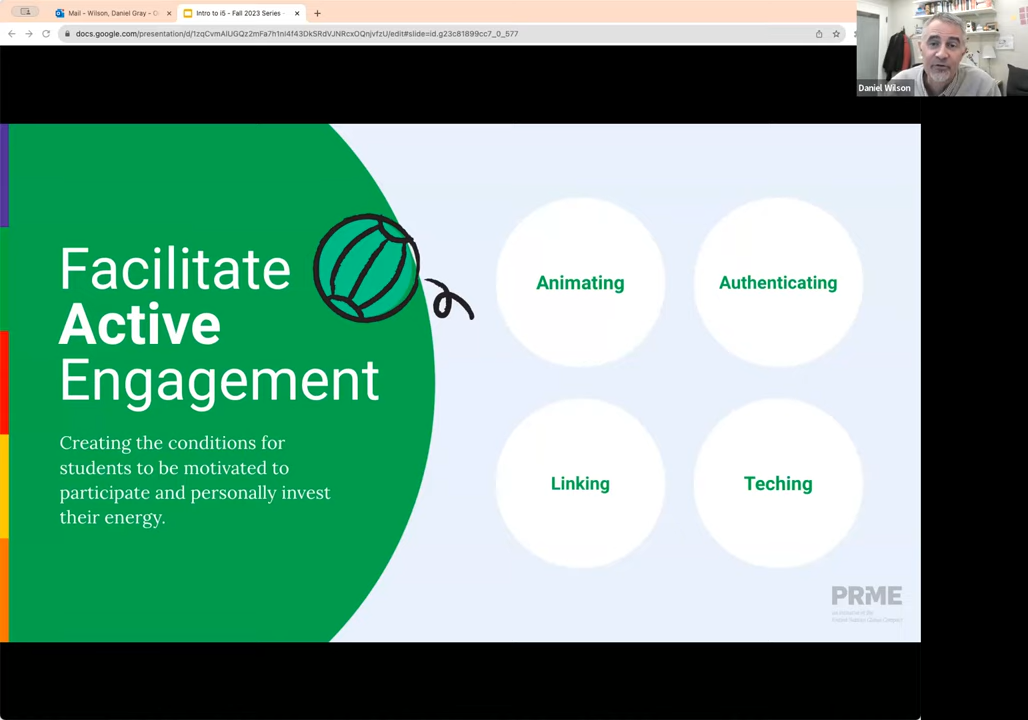 Mail – Wilson, Daniel Gray – O
Intro to i5 - Fall 2023 Series -
docs.google.com/presentation/d/1zqCvmAlUGQz2mFa7h1ni4f43DkSRdVJNRcxOQnjvfzU/edit#slide=id.g23c81899cc7_0_577
Daniel Wilson
Facilitate
Active
Engagement
Creating the conditions for
students to be motivated to
participate and personally invest
their energy.
Animating
Authenticating
Linking
Teching
PRiME